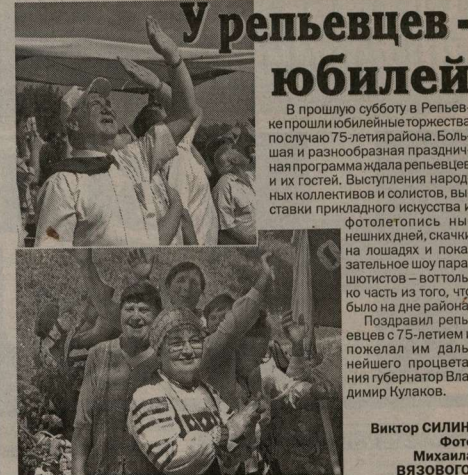 У репьевцев -
юбилей
В прошлую субботу в Репьев-
ке прошли юбилейные торжества
по случаю 75-летия района. Боль-
шая и разнообразная празднич-
ная программа ждала репьевцев
и их гостей. Выступления народ-
ных коллективов и солистов, вы-
ставки прикладного искусства и
фотолетопись ны-
нешних дней, скачки
на лошадях и пока-
зательное шоу пара-
шютистов – вот толь-
ко часть из того, что
было на дне района.
Поздравил репь-
евцев с 75-летием и
пожелал им даль-
нейшего процвета-
ния губернатор Вла-
димир Кулаков.
Виктор СИЛИН
Фото
Михаила
ВЯЗОВОГО